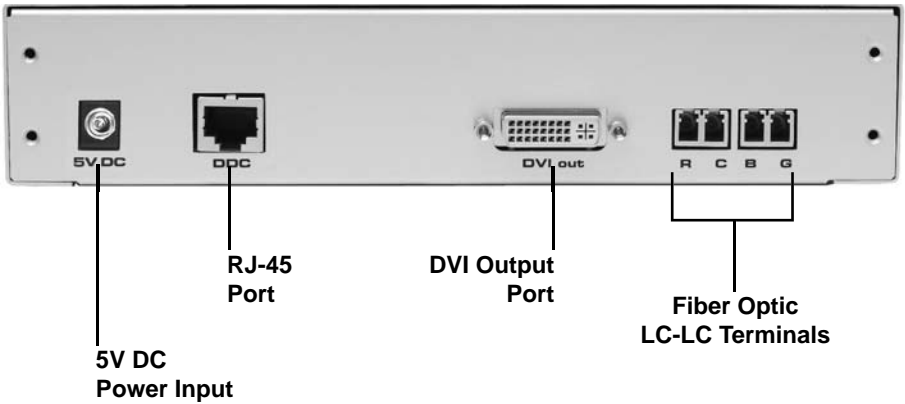 5V DC
DDC
DVI out
R C B G
RJ-45
Port
DVI Output
Port
Fiber Optic
LC-LC Terminals
5V DC
Power Input